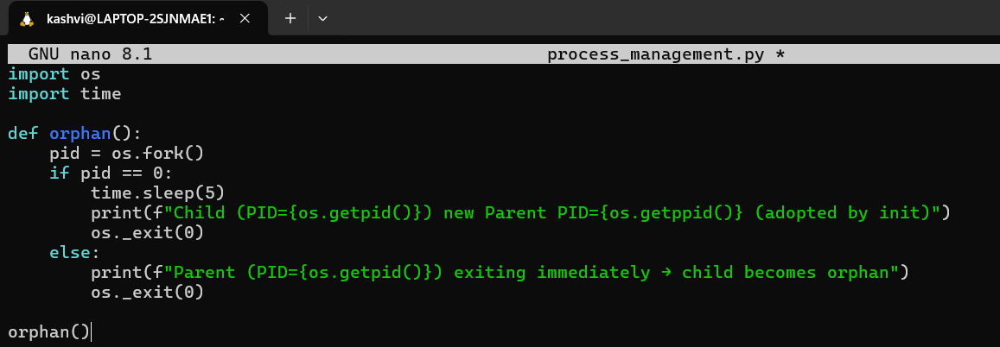 kashvi@LAPTOP-2SJNMAE1: ~
GNU nano 8.1 process_management.py *
import os
import time
def orphan():
    pid = os.fork()
    if pid == 0:
        time.sleep(5)
        print(f"Child (PID={os.getpid()}) new Parent PID={os.getppid()} (adopted by init)")
        os._exit(0)
    else:
        print(f"Parent (PID={os.getpid()}) exiting immediately → child becomes orphan")
        os._exit(0)
orphan()